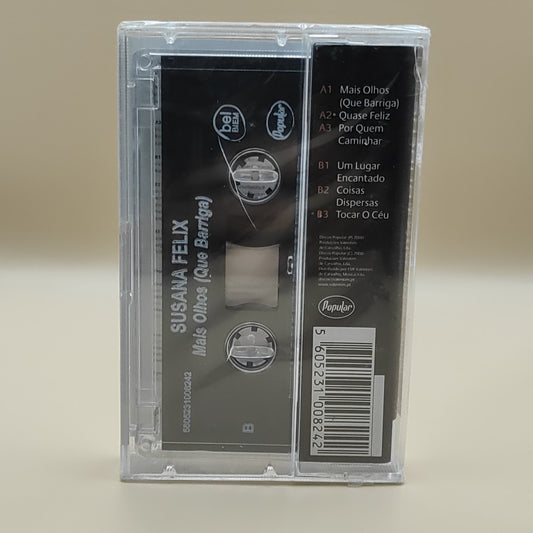 A1 Mais Olhos
(Que Barriga)
A2 Quase Feliz
A3 Por Quem
Caminhar
B1 Um Lugar
Encantado
B2 Coisas
Dispersas
B3 Tocar O Céu
Popular
5 605231 008242
bel
BIEM
Popular
SUSANA FELIX
Mais Olhos (Que Barriga)
B